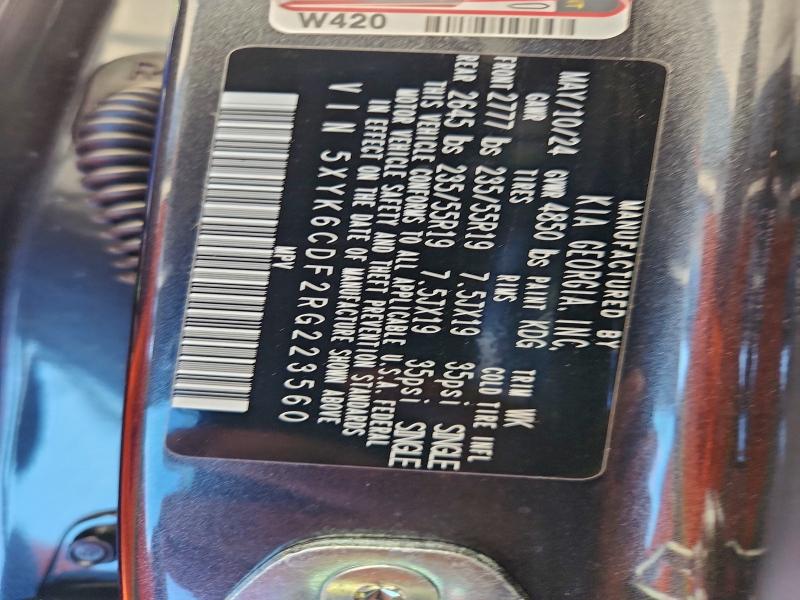 W420
MANUFACTURED BY
KIA GEORGIA, INC.
MAY/10/24 GVWR 4850 lbs PAINT KDG TRIM WK
GAWR TIRES RIMS COLD TIRE INFL
FRONT 2777 lbs 235/55R19 7.5JX19 35psi SINGLE
REAR 2645 lbs 235/55R19 7.5JX19 35psi SINGLE
THIS VEHICLE CONFORMS TO ALL APPLICABLE U.S.A. FEDERAL
MOTOR VEHICLE SAFETY AND THEFT PREVENTION STANDARDS
IN EFFECT ON THE DATE OF MANUFACTURE SHOWN ABOVE
VIN 5XYK6CDF2RG223560
MPV